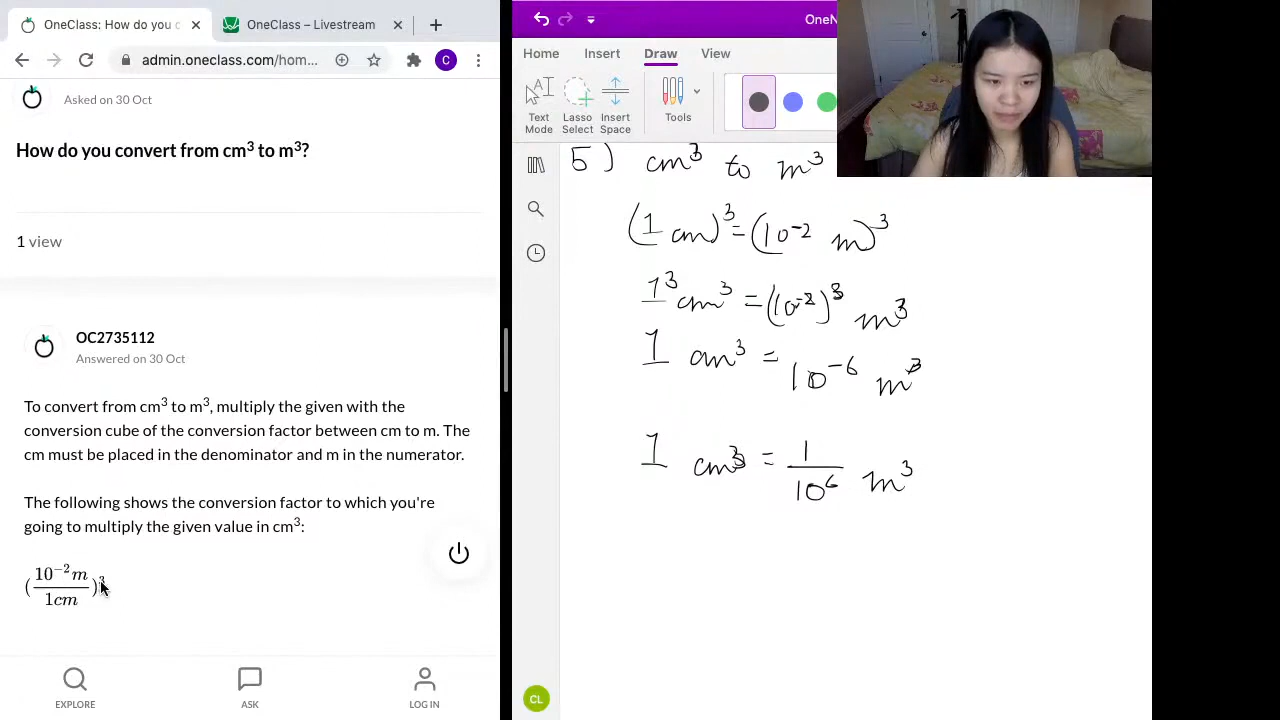 OneClass: How do you c
OneClass – Livestream
admin.oneclass.com/hom...
C
Asked on 30 Oct
How do you convert from cm³ to m³?
1 view
OC2735112
Answered on 30 Oct
To convert from cm³ to m³, multiply the given with the
conversion cube of the conversion factor between cm to m. The
cm must be placed in the denominator and m in the numerator.
The following shows the conversion factor to which you're
going to multiply the given value in cm³:
(10⁻²m/1cm)³
EXPLORE
ASK
LOG IN
OneN
Home Insert Draw View
Text Mode
Lasso Select
Insert Space
Tools
5) cm³ to m³
(1 cm)³ = (10⁻² m)³
1³ cm³ = (10⁻²)³ m³
1 cm³ = 10⁻⁶ m³
1 cm³ = 1/10⁶ m³
CL